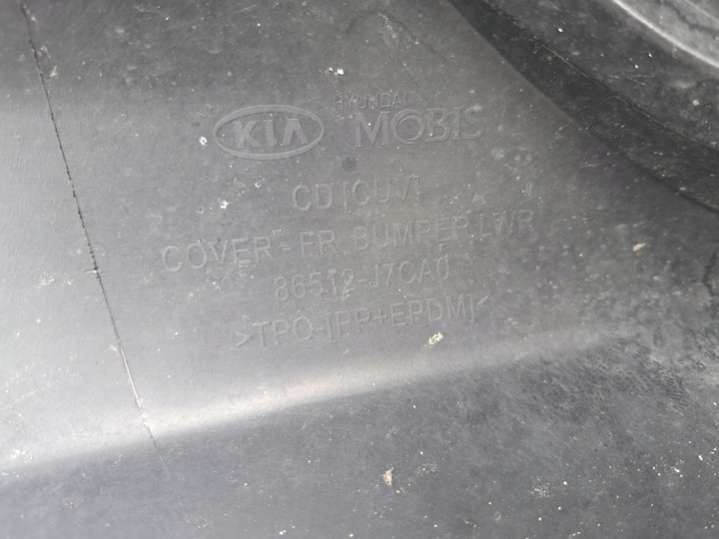 HYUNDAI
KIA MOBIS
CD (CUV)
COVER - FR BUMPER, LWR
86512-J7CA0
>TPO-(PP+EPDM)<